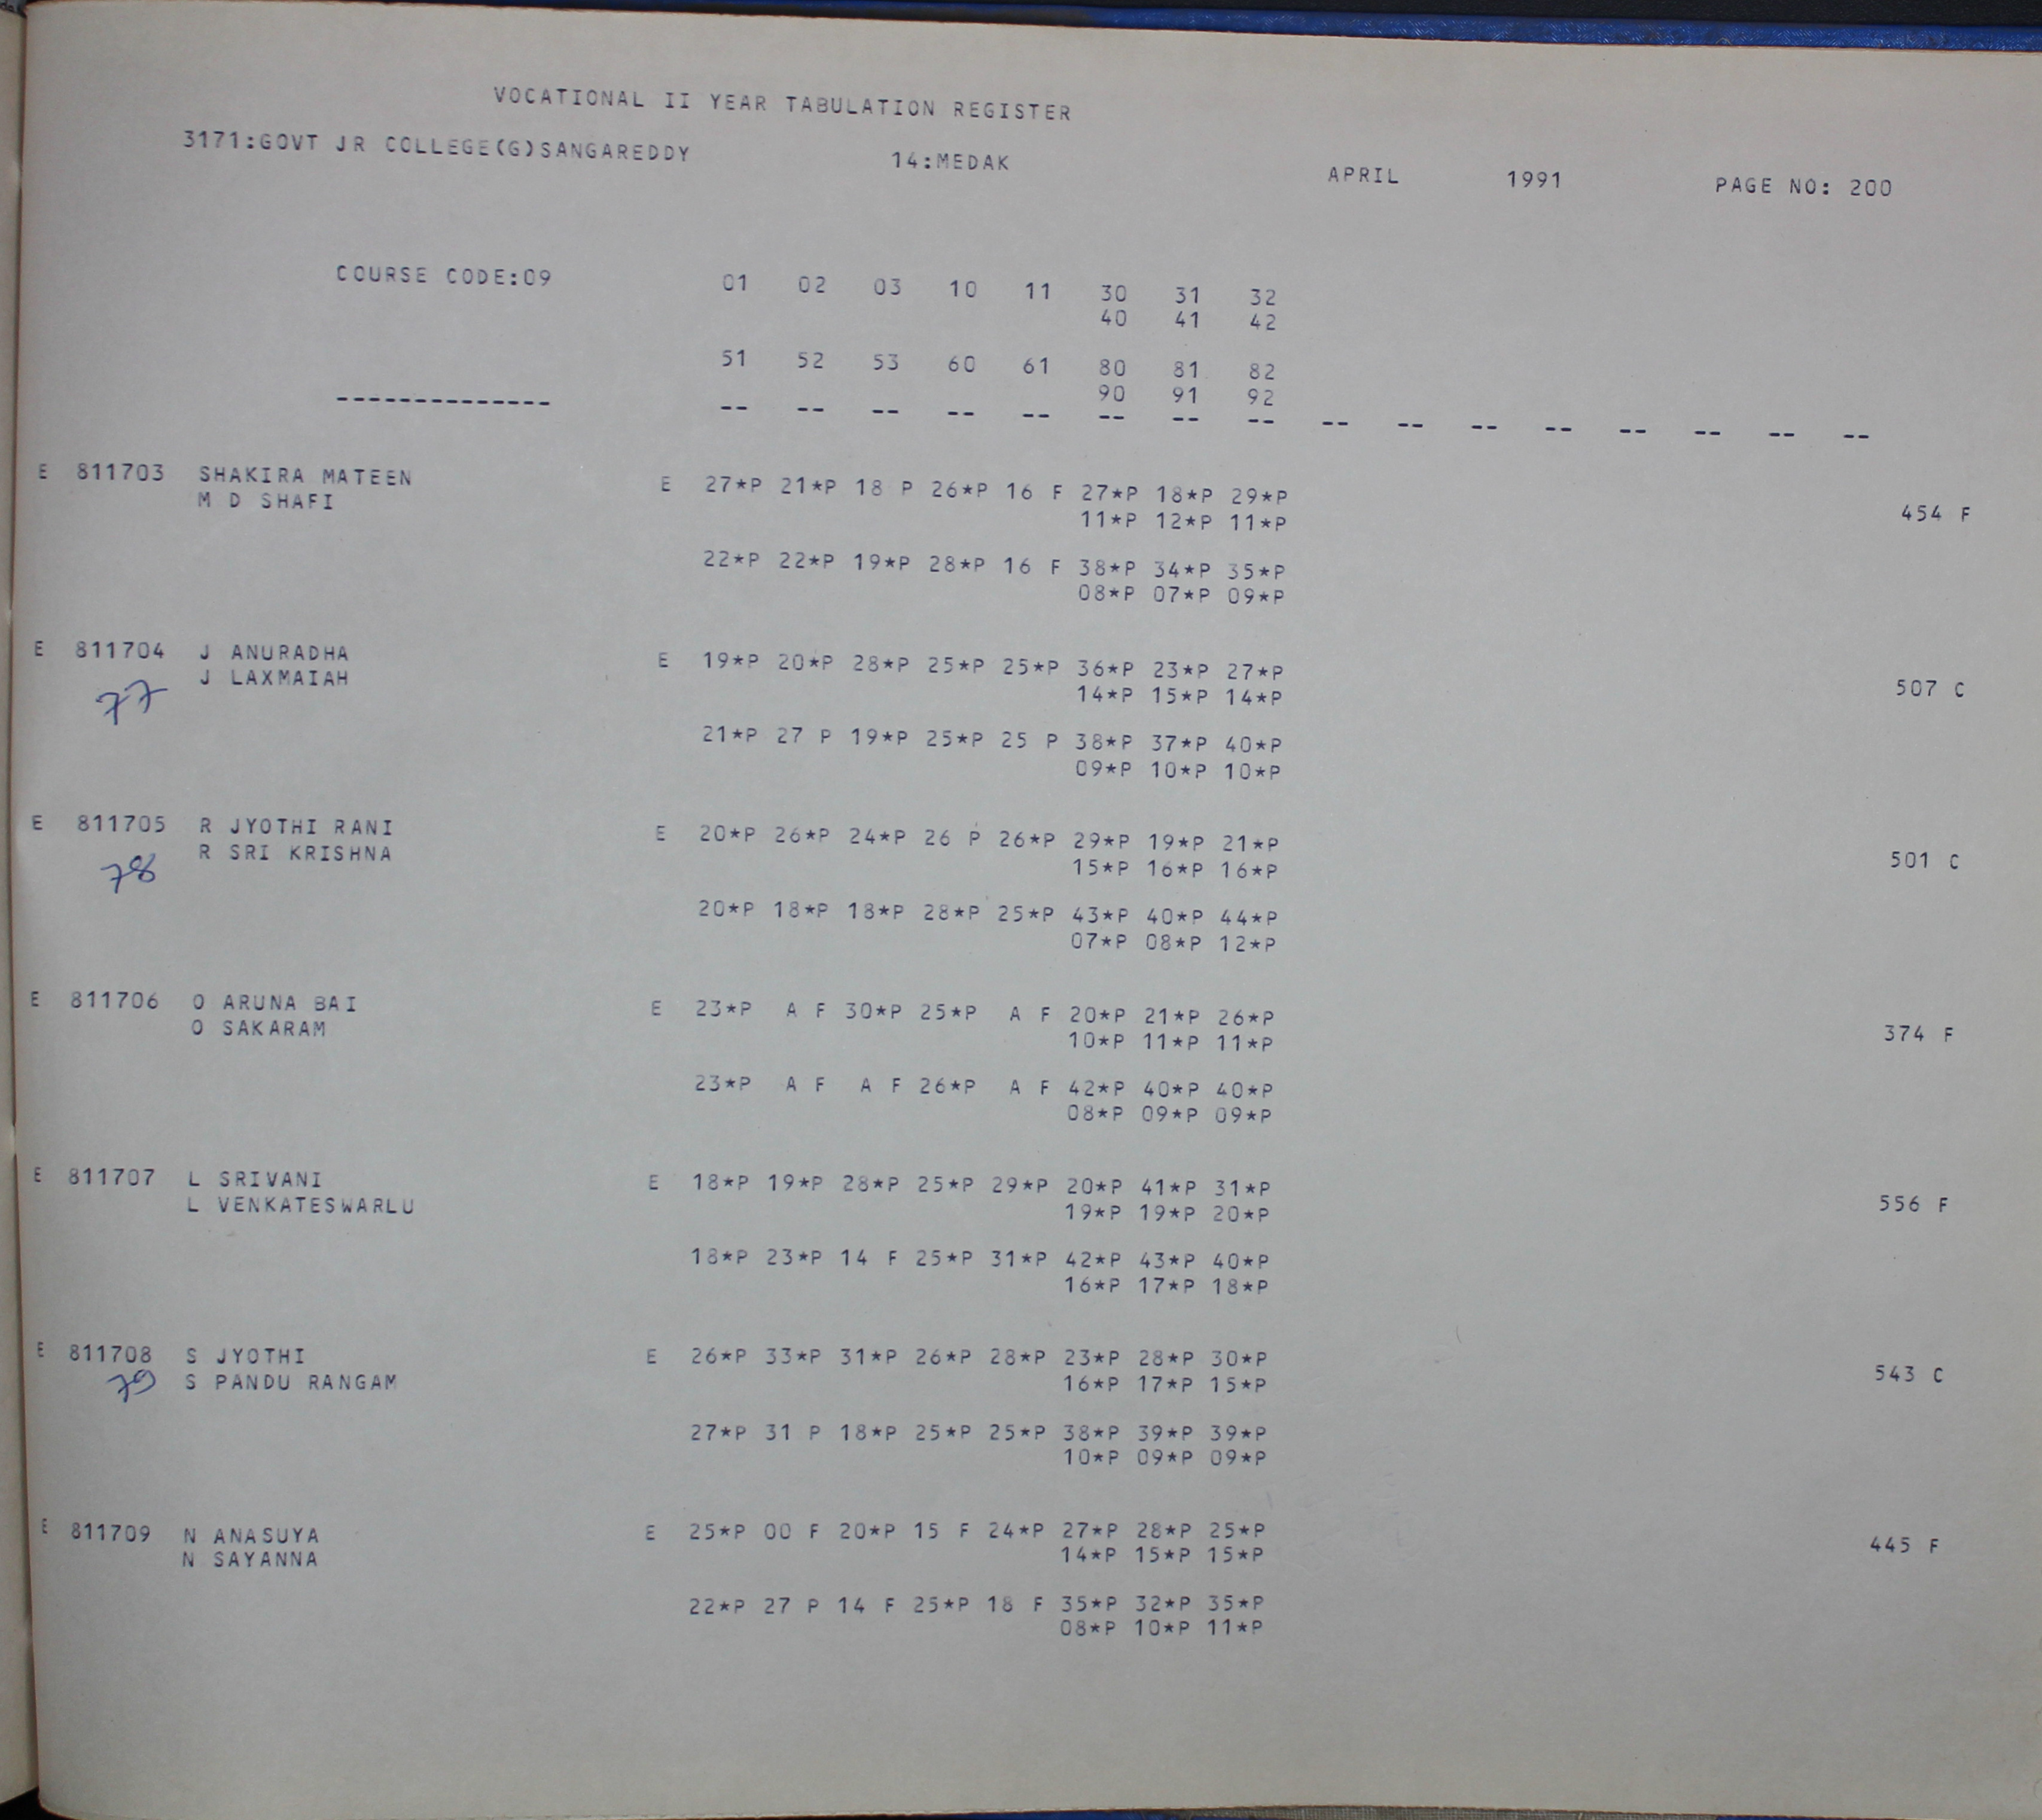 VOCATIONAL II YEAR TABULATION REGISTER
3171:GOVT JR COLLEGE(G)SANGAREDDY 14:MEDAK APRIL 1991 PAGE NO: 200
COURSE CODE:09 01 02 03 10 11 30 31 32
40 41 42
51 52 53 60 61 80 81 82
90 91 92
-------------- -- -- -- -- -- -- -- -- -- -- -- -- -- -- -- --
E 811703 SHAKIRA MATEEN E 27*P 21*P 18 P 26*P 16 F 27*P 18*P 29*P
M D SHAFI 11*P 12*P 11*P 454 F
22*P 22*P 19*P 28*P 16 F 38*P 34*P 35*P
08*P 07*P 09*P
E 811704 J ANURADHA E 19*P 20*P 28*P 25*P 25*P 36*P 23*P 27*P
77 J LAXMAIAH 14*P 15*P 14*P 507 C
21*P 27 P 19*P 25*P 25 P 38*P 37*P 40*P
09*P 10*P 10*P
E 811705 R JYOTHI RANI E 20*P 26*P 24*P 26 P 26*P 29*P 19*P 21*P
78 R SRI KRISHNA 15*P 16*P 16*P 501 C
20*P 18*P 18*P 28*P 25*P 43*P 40*P 44*P
07*P 08*P 12*P
E 811706 O ARUNA BAI E 23*P A F 30*P 25*P A F 20*P 21*P 26*P
O SAKARAM 10*P 11*P 11*P 374 F
23*P A F A F 26*P A F 42*P 40*P 40*P
08*P 09*P 09*P
E 811707 L SRIVANI E 18*P 19*P 28*P 25*P 29*P 20*P 41*P 31*P
L VENKATESWARLU 19*P 19*P 20*P 556 F
18*P 23*P 14 F 25*P 31*P 42*P 43*P 40*P
16*P 17*P 18*P
E 811708 S JYOTHI E 26*P 33*P 31*P 26*P 28*P 23*P 28*P 30*P
79 S PANDU RANGAM 16*P 17*P 15*P 543 C
27*P 31 P 18*P 25*P 25*P 38*P 39*P 39*P
10*P 09*P 09*P
E 811709 N ANASUYA E 25*P 00 F 20*P 15 F 24*P 27*P 28*P 25*P
N SAYANNA 14*P 15*P 15*P 445 F
22*P 27 P 14 F 25*P 18 F 35*P 32*P 35*P
08*P 10*P 11*P